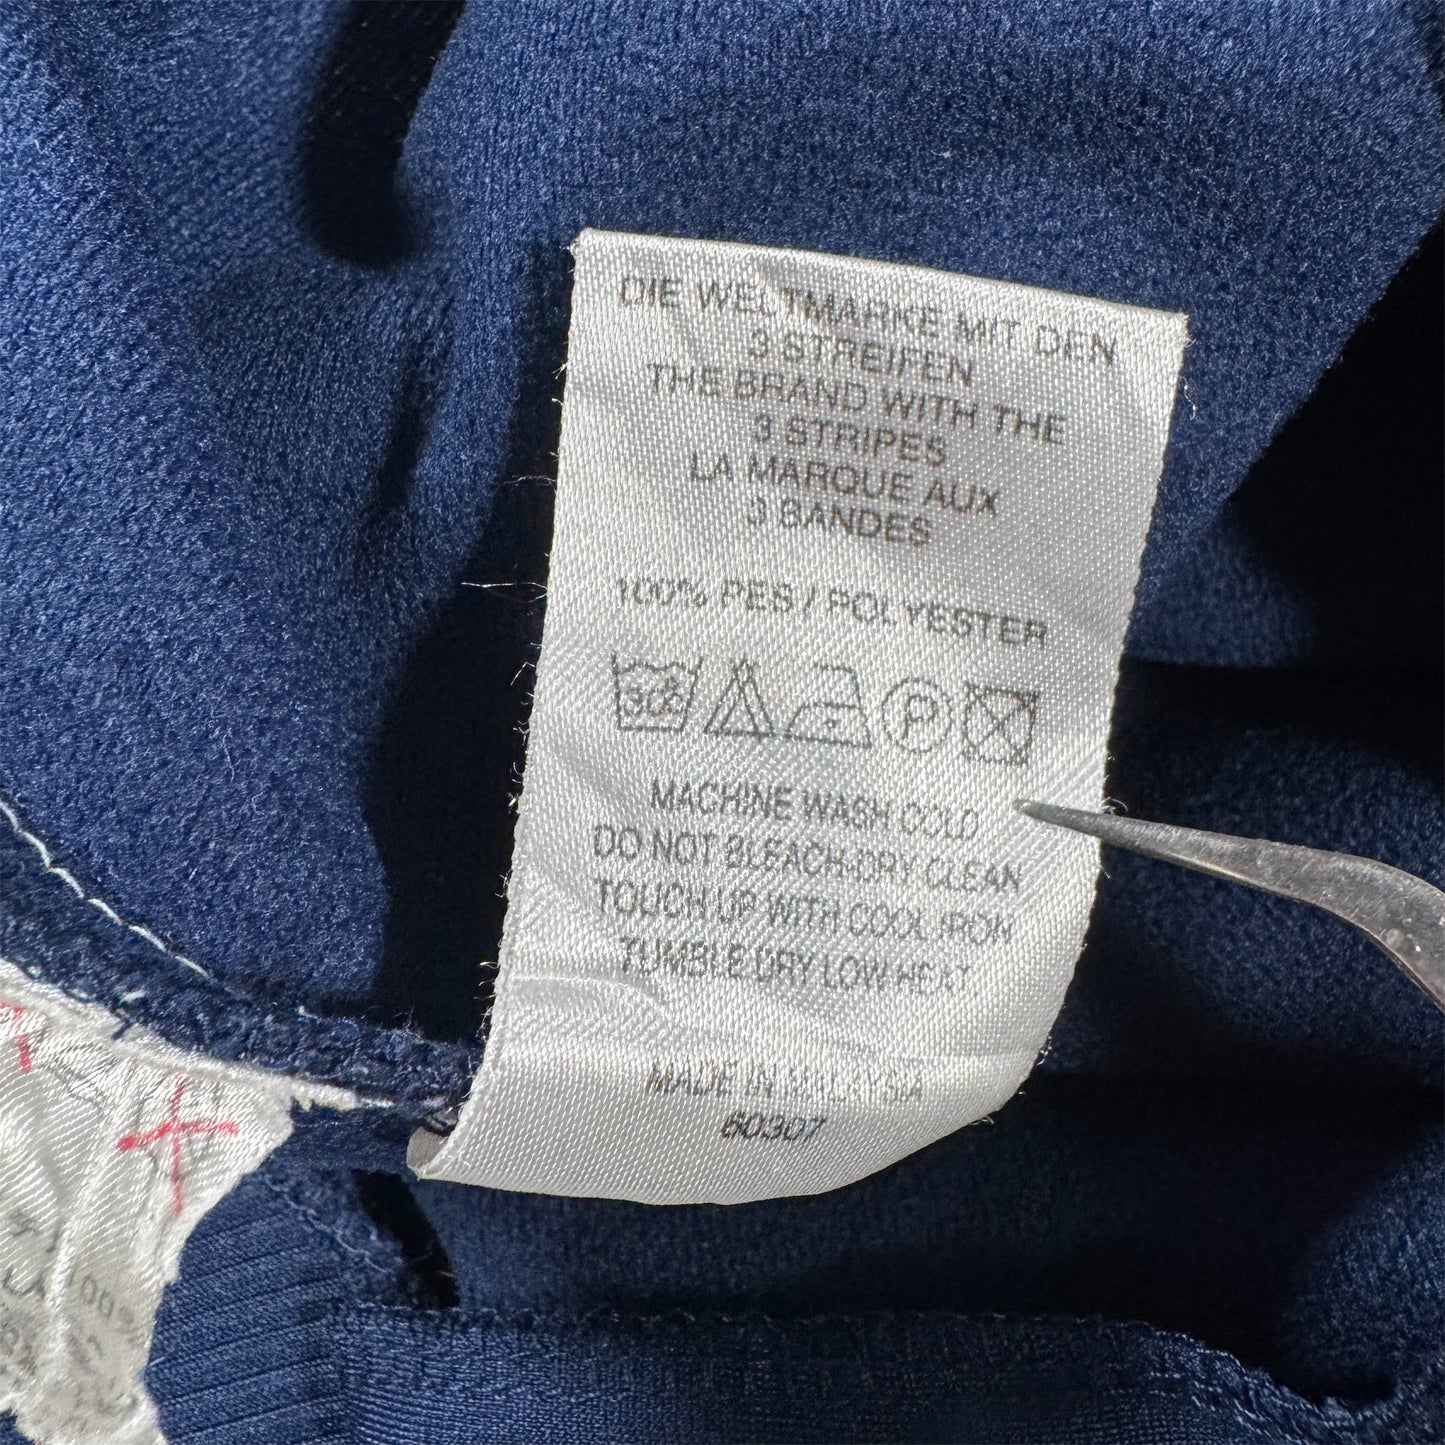 DIE WELTMARKE MIT DEN
3 STREIFEN
THE BRAND WITH THE
3 STRIPES
LA MARQUE AUX
3 BANDES
100% PES / POLYESTER
30C
P
MACHINE WASH COLD
DO NOT BLEACH-DRY CLEAN
TOUCH UP WITH COOL IRON
TUMBLE DRY LOW HEAT
MADE IN MALAYSIA
60307